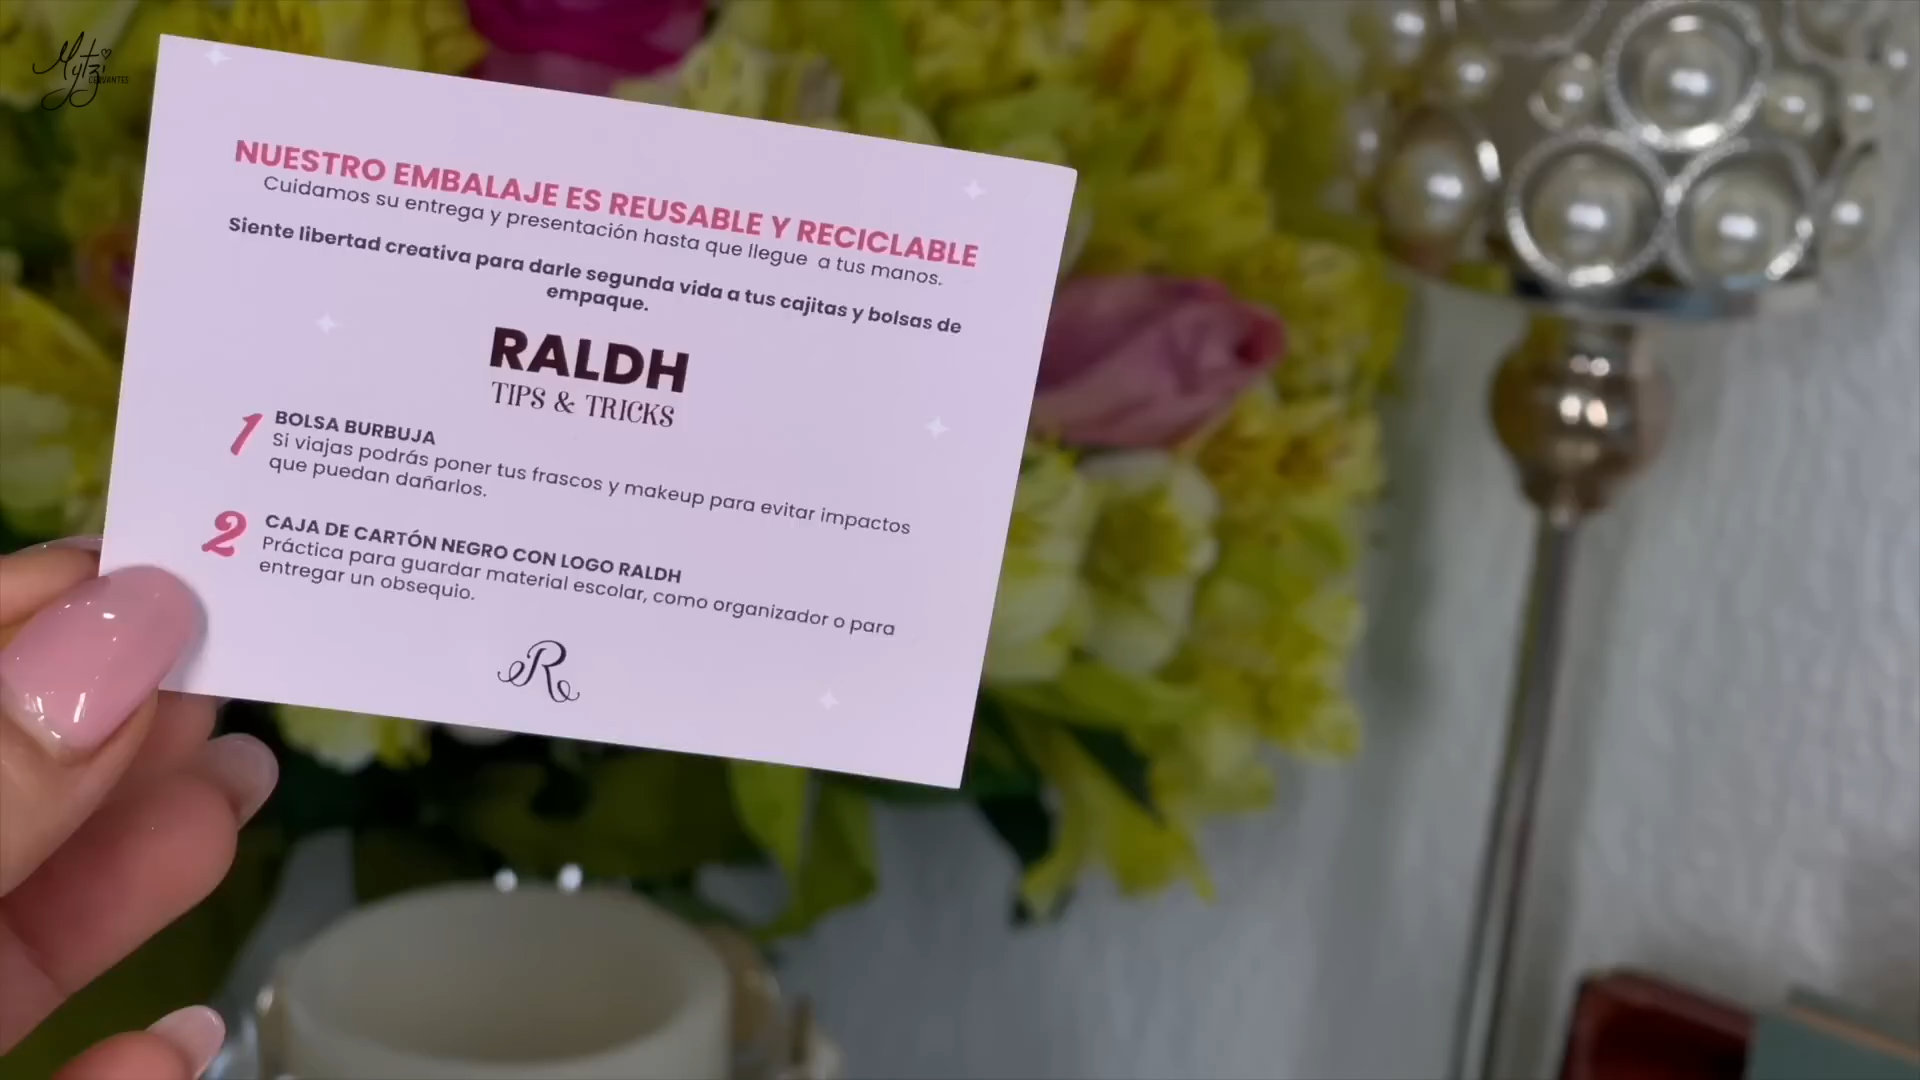 Mytzi
CERVANTES
NUESTRO EMBALAJE ES REUSABLE Y RECICLABLE
Cuidamos su entrega y presentación hasta que llegue a tus manos.
Siente libertad creativa para darle segunda vida a tus cajitas y bolsas de
empaque.
RALDH
TIPS & TRICKS
1 BOLSA BURBUJA
Si viajas podrás poner tus frascos y makeup para evitar impactos
que puedan dañarlos.
2 CAJA DE CARTÓN NEGRO CON LOGO RALDH
Práctica para guardar material escolar, como organizador o para
entregar un obsequio.
R